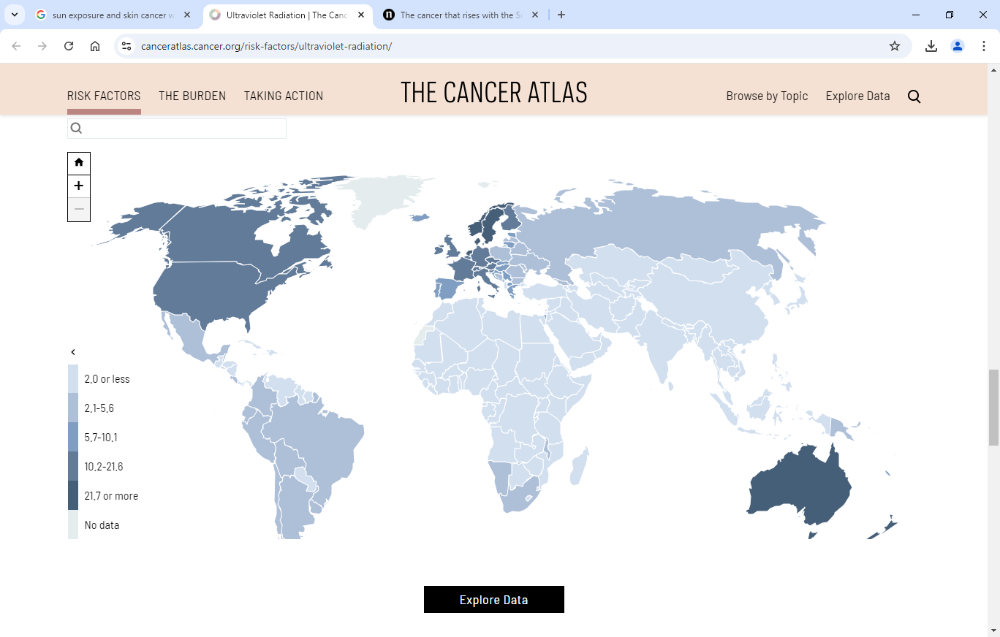 sun exposure and skin cancer w
Ultraviolet Radiation | The Canc
The cancer that rises with the S
canceratlas.cancer.org/risk-factors/ultraviolet-radiation/
RISK FACTORS
THE BURDEN
TAKING ACTION
THE CANCER ATLAS
Browse by Topic
Explore Data
2.0 or less
2.1-5.6
5.7-10.1
10.2-21.6
21.7 or more
No data
Explore Data